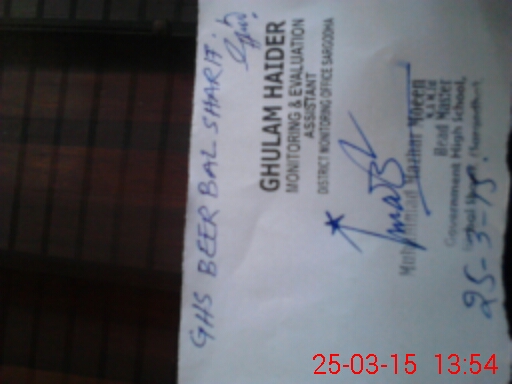 GHS BEER BAL SHARIF.
GHULAM HAIDER
MONITORING & EVALUATION
ASSISTANT
DISTRICT MONITORING OFFICE SARGODHA
Mazhar
Head Master
Government High School,
25-3-15.
25-03-15 13:54